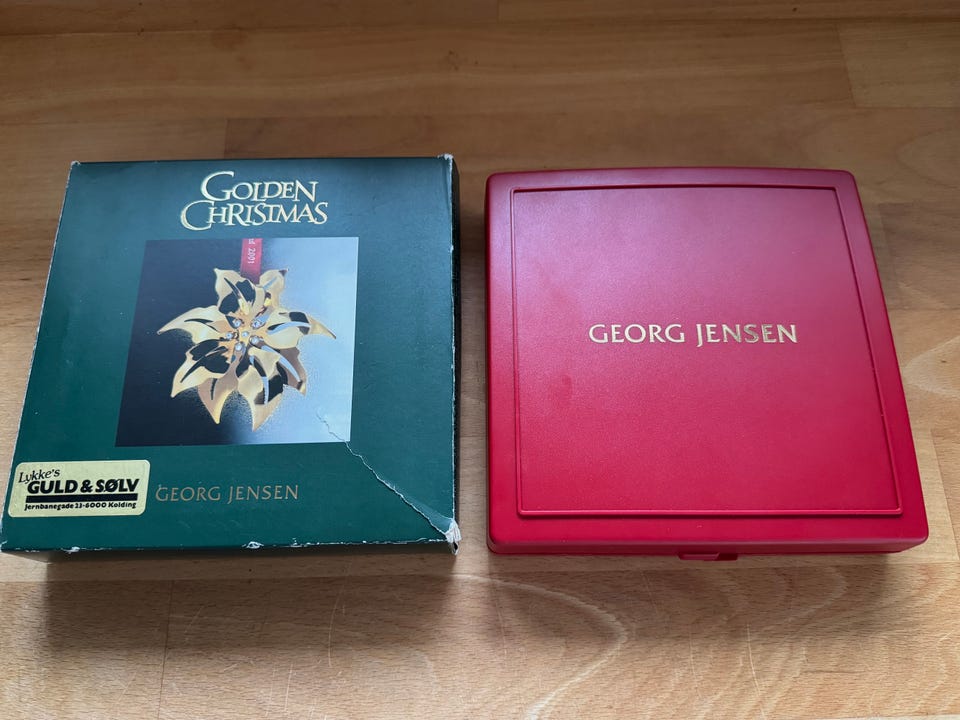 GOLDEN
CHRISTMAS
2001
Lykke's
GULD & SØLV
Jernbanegade 23-6000 Kolding
GEORG JENSEN
GEORG JENSEN